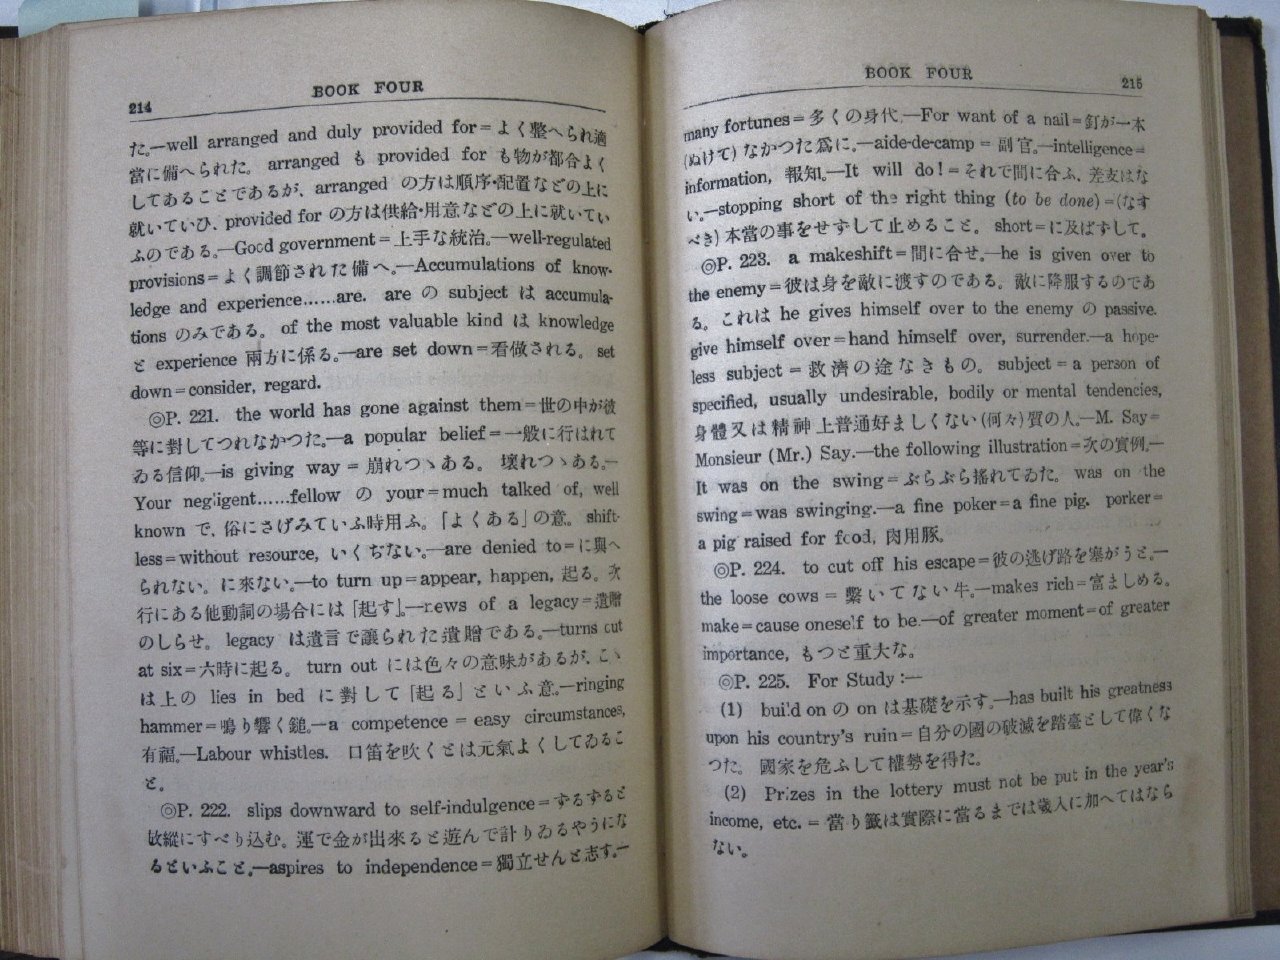 214
BOOK FOUR
た。—well arranged and duly provided for=よく整へられ適
當に備へられた。 arranged も provided for も物が都合よく
してあることであるが、arranged の方は順序・配置などの上に
就いていひ、provided for の方は供給・用意などの上に就いてい
ふのである。—Good government=上手な統治。—well-regulated
provisions=よく調節された備へ。—Accumulations of know-
ledge and experience……are. are の subject は accumula-
tions のみである。 of the most valuable kind は knowledge
と experience 兩方に係る。—are set down=看做される。 set
down=consider, regard.
◎P. 221. the world has gone against them=世の中が彼
等に對してつれなかつた。—a popular belief=一般に行はれて
ゐる信仰。—is giving way = 崩れつゝある。 壞れつゝある。—
Your negligent……fellow の your=much talked of, well
known で、俗にさげみていふ時用ふ。「よくある」の意。 shift-
less=without resource, いくぢない。—are denied to=に與へ
られない。に來ない。—to turn up=appear, happen, 起る。次
行にある他動詞の場合には「起す」。—news of a legacy=遺贈
のしらせ。 legacy は遺言で讓られた遺贈である。—turns out
at six=六時に起る。 turn out には色々の意味があるが、こゝ
は上の lies in bed に對して「起る」といふ意。—ringing
hammer=鳴り響く鎚。—a competence = easy circumstances,
有福。—Labour whistles. 口笛を吹くとは元氣よくしてゐるこ
と。
◎P. 222. slips downward to self-indulgence=ずるずると
放縱にすべり込む。運で金が出來ると遊んで計りゐるやうにな
るといふこと。—aspires to independence=獨立せんと志す。—
BOOK FOUR
215
many fortunes=多くの身代。—For want of a nail=釘が一本
(ぬけて) なかつた爲に。—aide-de-camp = 副官。—intelligence=
information, 報知。—It will do!=それで間に合ふ、差支はな
い。—stopping short of the right thing (to be done)=(なす
べき) 本當の事をせずして止めること。 short=に及ばずして。
◎P. 223. a makeshift=間に合せ。—he is given over to
the enemy=彼は身を敵に渡すのである。敵に降服するのであ
る。これは he gives himself over to the enemy の passive.
give himself over=hand himself over, surrender.—a hope-
less subject = 救濟の途なきもの。 subject = a person of
specified, usually undesirable, bodily or mental tendencies,
身體又は精神上普通好ましくない (何々) 質の人。—M. Say=
Monsieur (Mr.) Say.—the following illustration=次の實例。—
It was on the swing=ぶらぶら搖れてゐた。 was on the
swing=was swinging.—a fine poker=a fine pig. porker=
a pig raised for food, 肉用豚。
◎P. 224. to cut off his escape=彼の逃げ路を塞がうと。—
the loose cows = 繫いてない牛。—makes rich=富ましめる。
make=cause oneself to be.—of greater moment=of greater
importance, もつと重大な。
◎P. 225. For Study :—
(1) build on の on は基礎を示す。—has built his greatness
upon his country's ruin=自分の國の破滅を踏臺として偉くな
つた。 國家を危ふして權勢を得た。
(2) Prizes in the lottery must not be put in the year's
income, etc. = 當り籤は實際に當るまでは歲入に加へてはなら
ない。